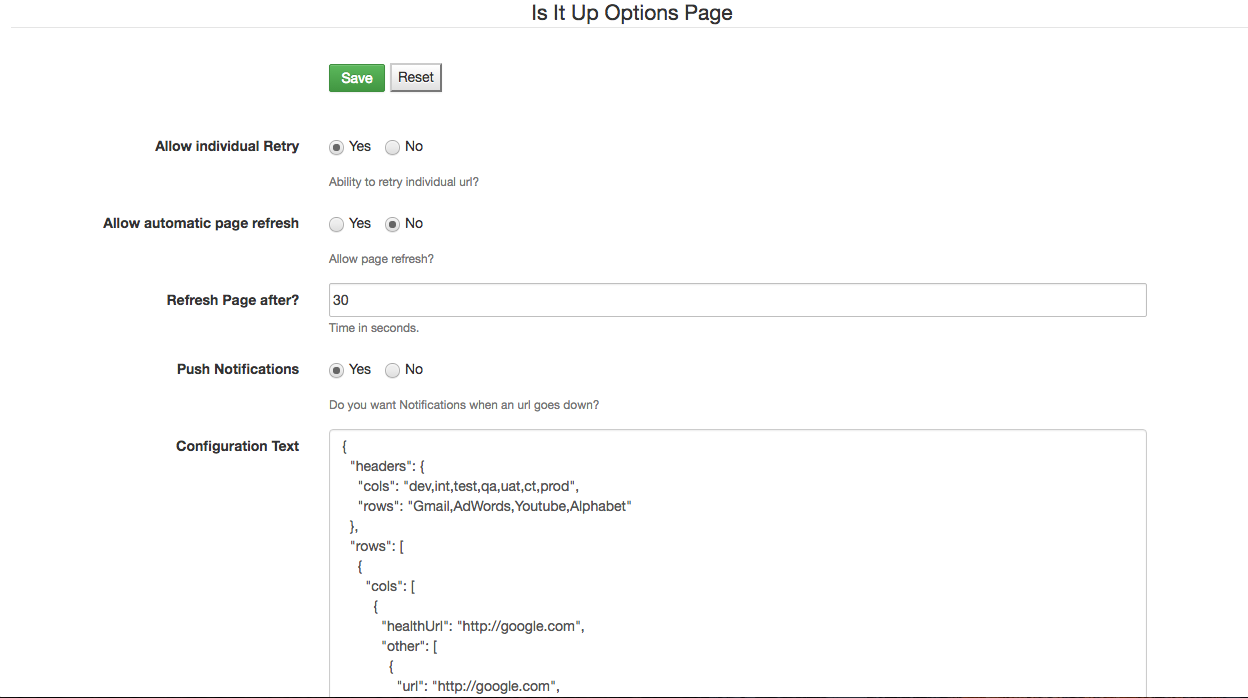 Is It Up Options Page
Save Reset
Allow individual Retry Yes No
Ability to retry individual url?
Allow automatic page refresh Yes No
Allow page refresh?
Refresh Page after? 30
Time in seconds.
Push Notifications Yes No
Do you want Notifications when an url goes down?
Configuration Text {
"headers": {
"cols": "dev,int,test,qa,uat,ct,prod",
"rows": "Gmail,AdWords,Youtube,Alphabet"
},
"rows": [
{
"cols": [
{
"healthUrl": "http://google.com",
"other": [
{
"url": "http://google.com",